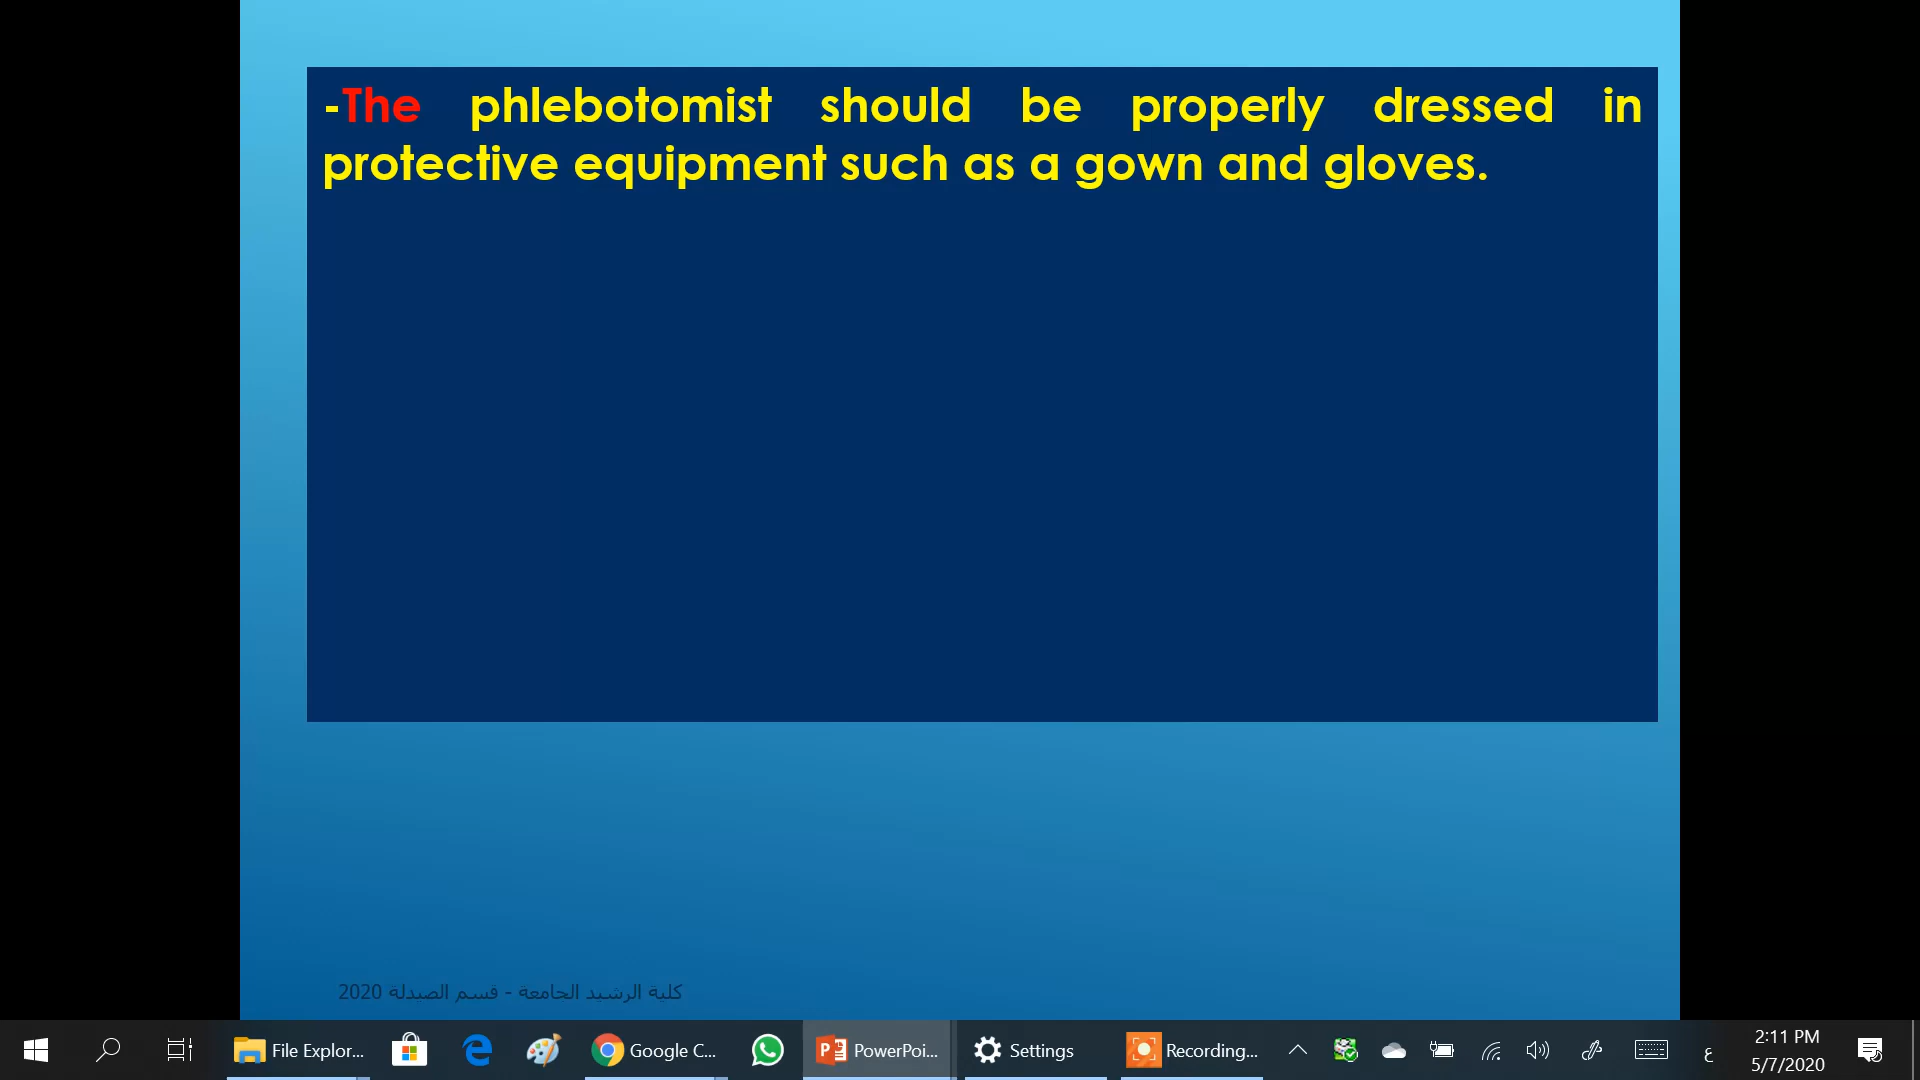 -The phlebotomist should be properly dressed in
protective equipment such as a gown and gloves.
كلية الرشيد الجامعة - قسم الصيدلة 2020
File Explor...
Google C...
PowerPoi...
Settings
Recording...
ع
2:11 PM
5/7/2020